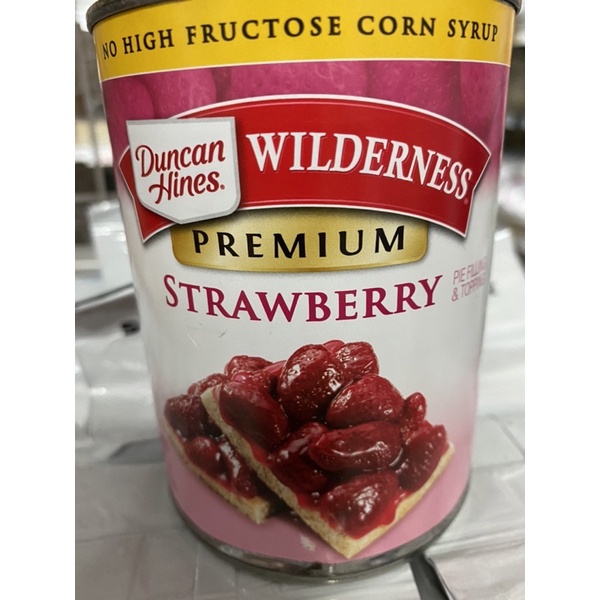 NO HIGH FRUCTOSE CORN SYRUP
Duncan
Hines®
WILDERNESS®
PREMIUM
STRAWBERRY
PIE FILLING
& TOPPING